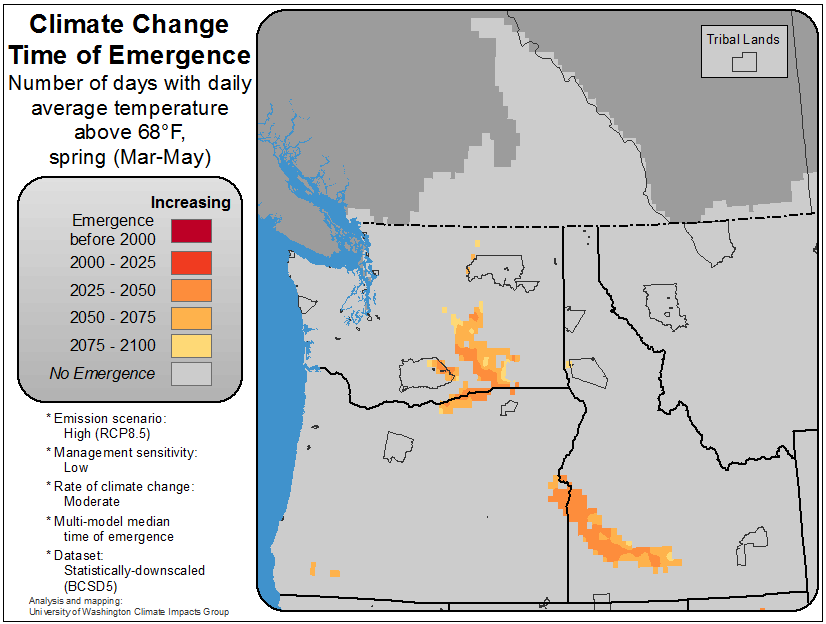 Climate Change
Time of Emergence
Number of days with daily
average temperature
above 68°F,
spring (Mar-May)
Increasing
Emergence
before 2000
2000 - 2025
2025 - 2050
2050 - 2075
2075 - 2100
No Emergence
* Emission scenario:
High (RCP8.5)
* Management sensitivity:
Low
* Rate of climate change:
Moderate
* Multi-model median
time of emergence
* Dataset:
Statistically-downscaled
(BCSD5)
Analysis and mapping:
University of Washington Climate Impacts Group
Tribal Lands